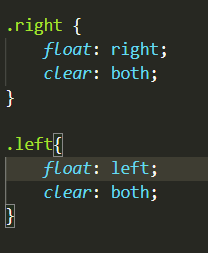 .right {
    float: right;
    clear: both;
}

.left{
    float: left;
    clear: both;
}